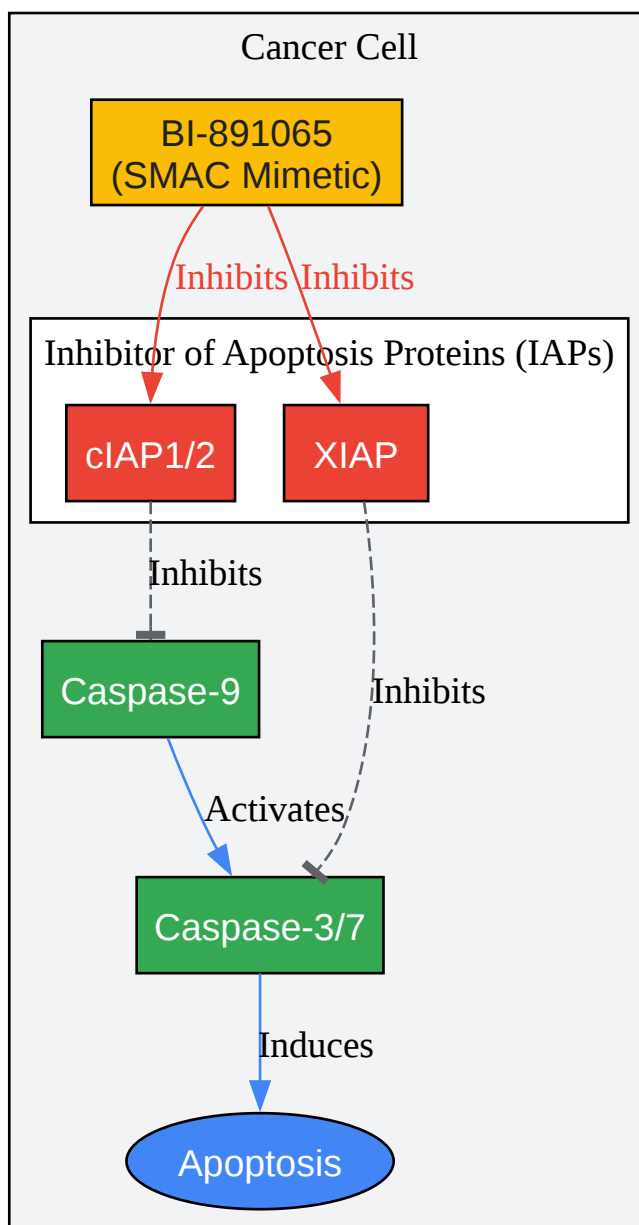 Cancer Cell
BI-891065
(SMAC Mimetic)
Inhibits Inhibits
Inhibitor of Apoptosis Proteins (IAPs)
cIAP1/2
XIAP
Inhibits
Caspase-9
Inhibits
Activates
Caspase-3/7
Induces
Apoptosis